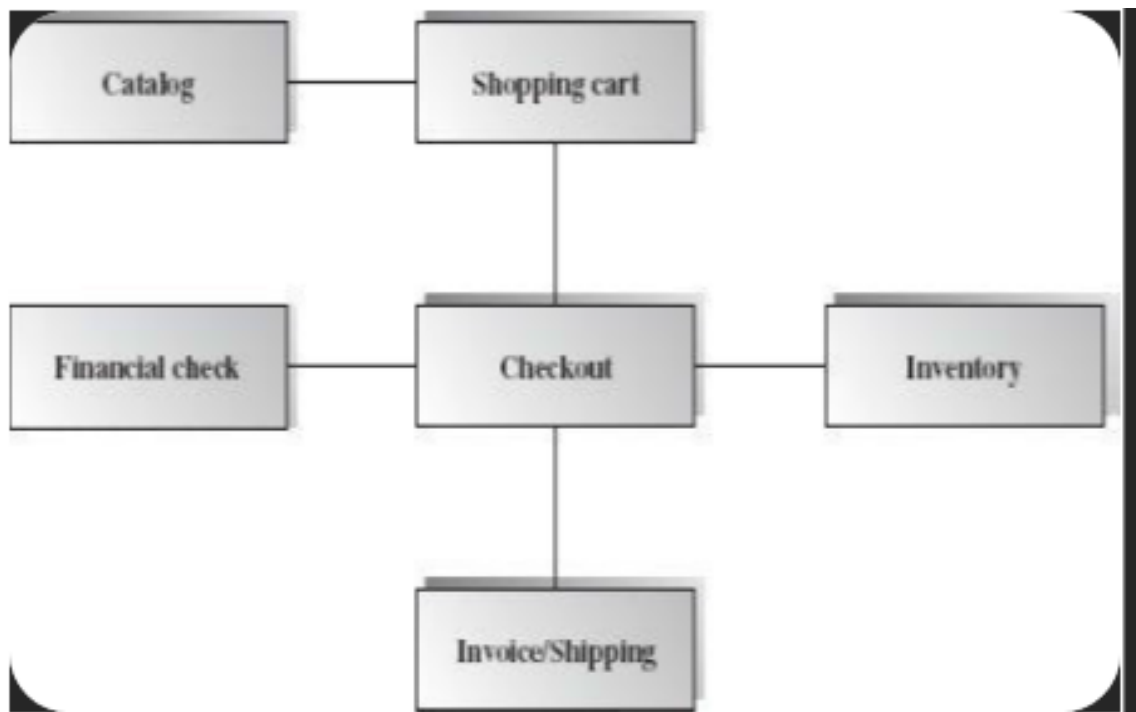 Catalog
Shopping cart
Financial check
Checkout
Inventory
Invoice/Shipping